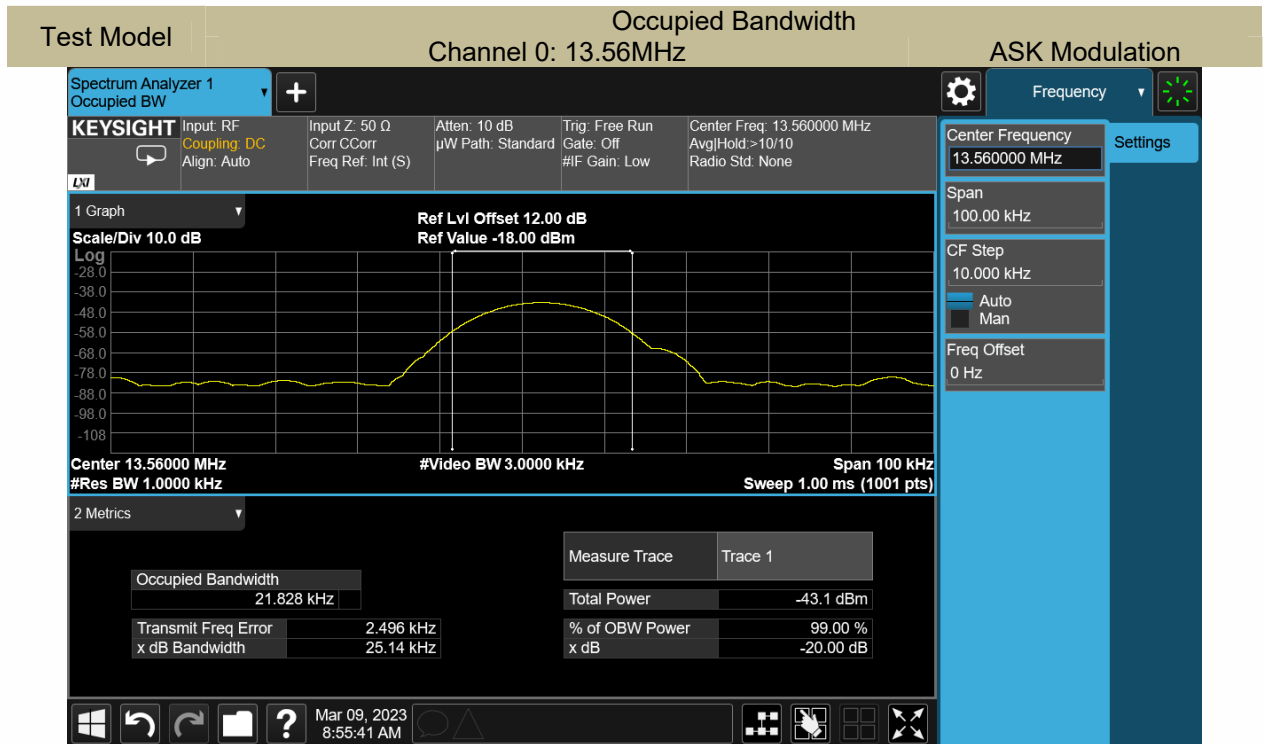 Test Model
Occupied Bandwidth
Channel 0: 13.56MHz
ASK Modulation
Spectrum Analyzer 1
Occupied BW
Frequency
KEYSIGHT
LXI
Input: RF
Coupling: DC
Align: Auto
Input Z: 50 Ω
Corr CCorr
Freq Ref: Int (S)
Atten: 10 dB
µW Path: Standard
Trig: Free Run
Gate: Off
#IF Gain: Low
Center Freq: 13.560000 MHz
Avg|Hold:>10/10
Radio Std: None
Center Frequency
13.560000 MHz
Settings
Span
100.00 kHz
CF Step
10.000 kHz
Auto
Man
Freq Offset
0 Hz
1 Graph
Scale/Div 10.0 dB
Ref Lvl Offset 12.00 dB
Ref Value -18.00 dBm
Log
-28.0
-38.0
-48.0
-58.0
-68.0
-78.0
-88.0
-98.0
-108
Center 13.56000 MHz
#Video BW 3.0000 kHz
Span 100 kHz
#Res BW 1.0000 kHz
Sweep 1.00 ms (1001 pts)
2 Metrics
Measure Trace Trace 1
Occupied Bandwidth
21.828 kHz
Total Power -43.1 dBm
Transmit Freq Error 2.496 kHz
% of OBW Power 99.00 %
x dB Bandwidth 25.14 kHz
x dB -20.00 dB
?
Mar 09, 2023
8:55:41 AM